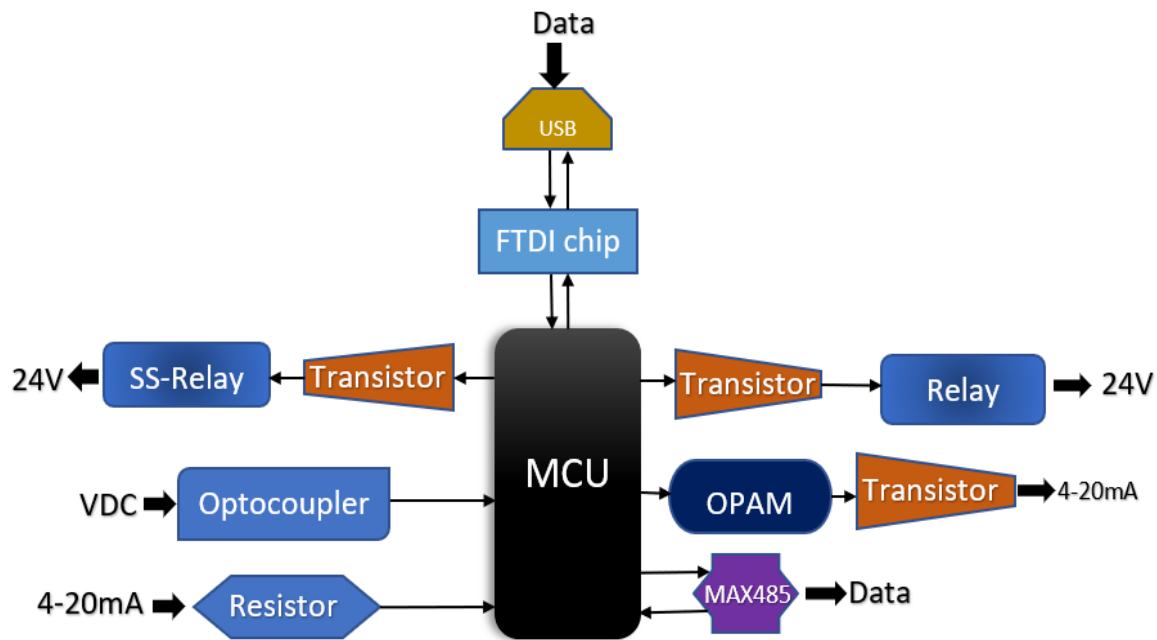 Data
USB
FTDI chip
24V
SS-Relay
Transistor
Transistor
Relay
24V
MCU
VDC
Optocoupler
OPAM
Transistor
4-20mA
4-20mA
Resistor
MAX485
Data